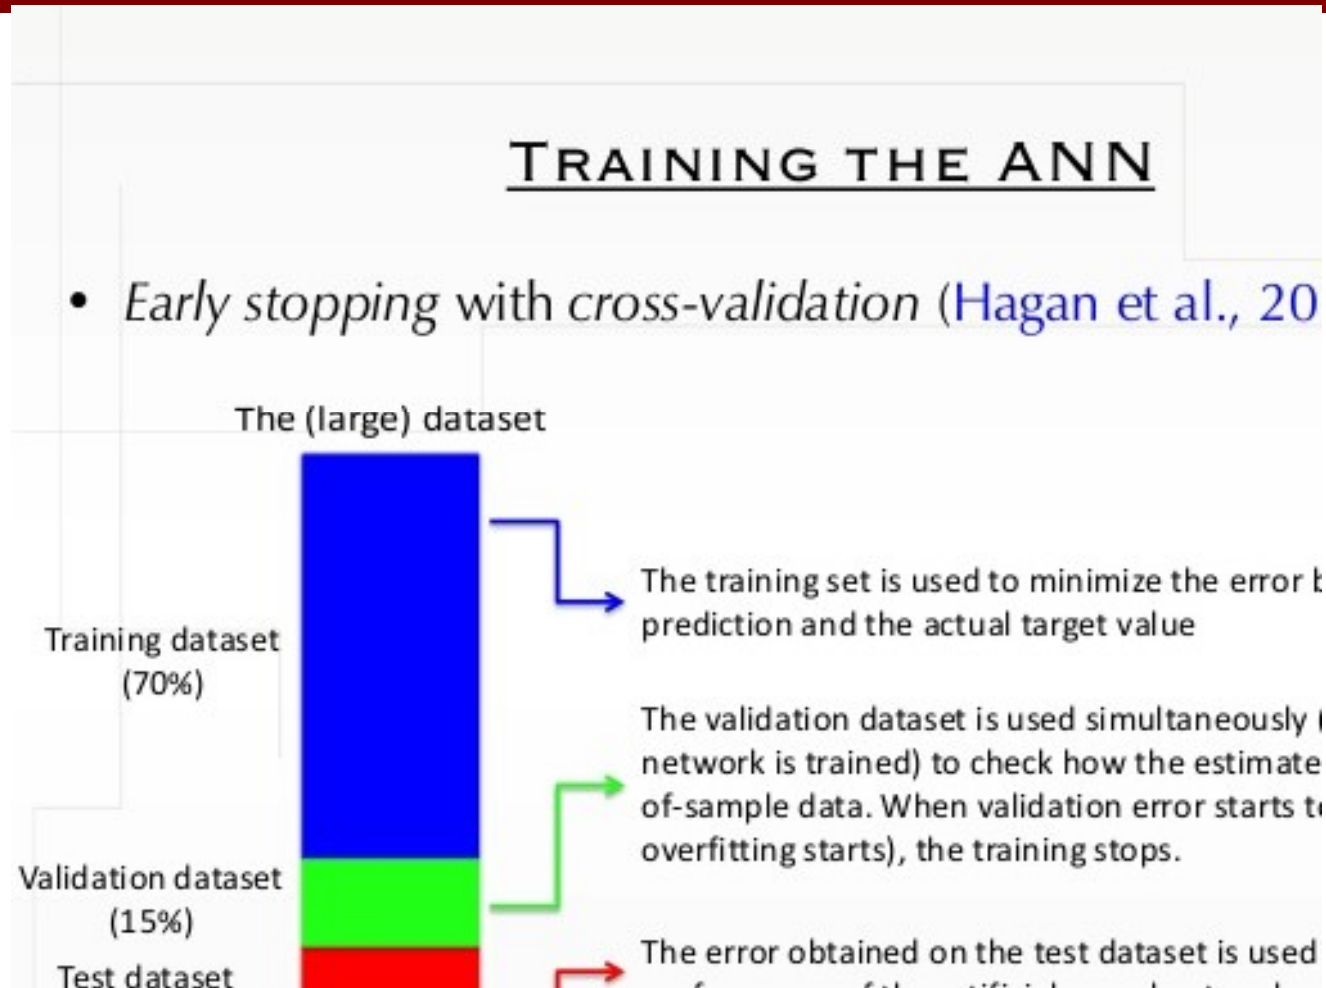 TRAINING THE ANN
• Early stopping with cross-validation (Hagan et al., 20
The (large) dataset
Training dataset
(70%)
The training set is used to minimize the error
prediction and the actual target value
The validation dataset is used simultaneously (
network is trained) to check how the estimate
of-sample data. When validation error starts
overfitting starts), the training stops.
Validation dataset
(15%)
Test dataset
The error obtained on the test dataset is used